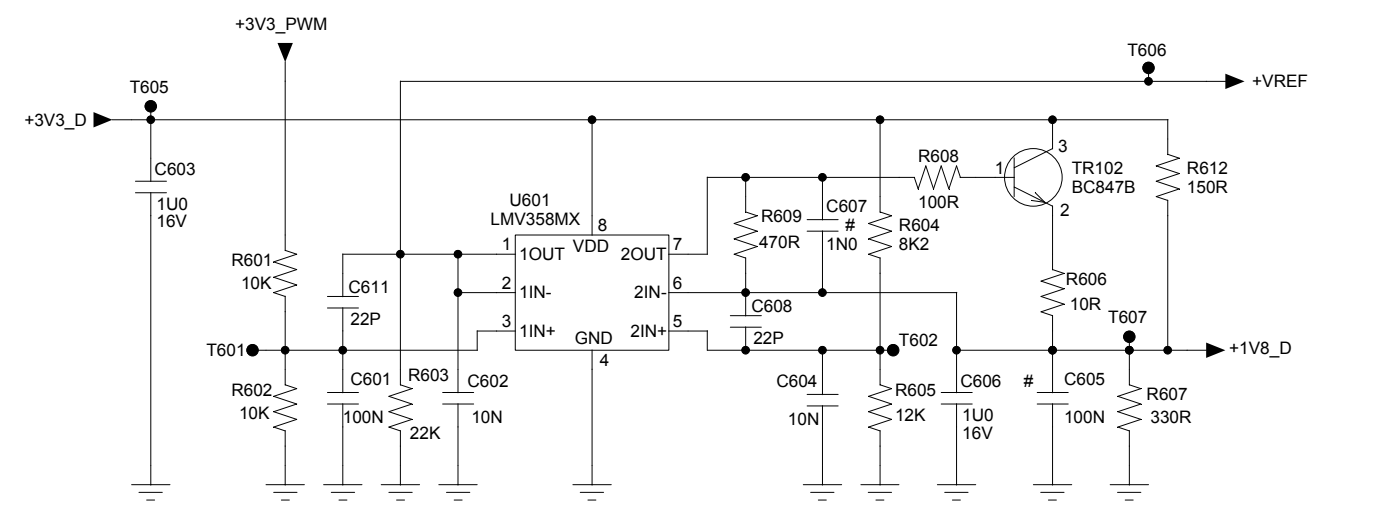 +3V3_PWM
T606
+VREF
T605
+3V3_D
C603
1U0
16V
R608
100R
1
3
2
TR102
BC847B
R612
150R
U601
LMV358MX
8
VDD
1
1OUT
2OUT
7
2
1IN-
2IN-
6
3
1IN+
2IN+
5
GND
4
R609
470R
C607
#
1N0
R604
8K2
R601
10K
C611
22P
C608
22P
R606
10R
T607
T601
T602
+1V8_D
R602
10K
C601
100N
R603
22K
C602
10N
C604
10N
R605
12K
C606
1U0
16V
#
C605
100N
R607
330R